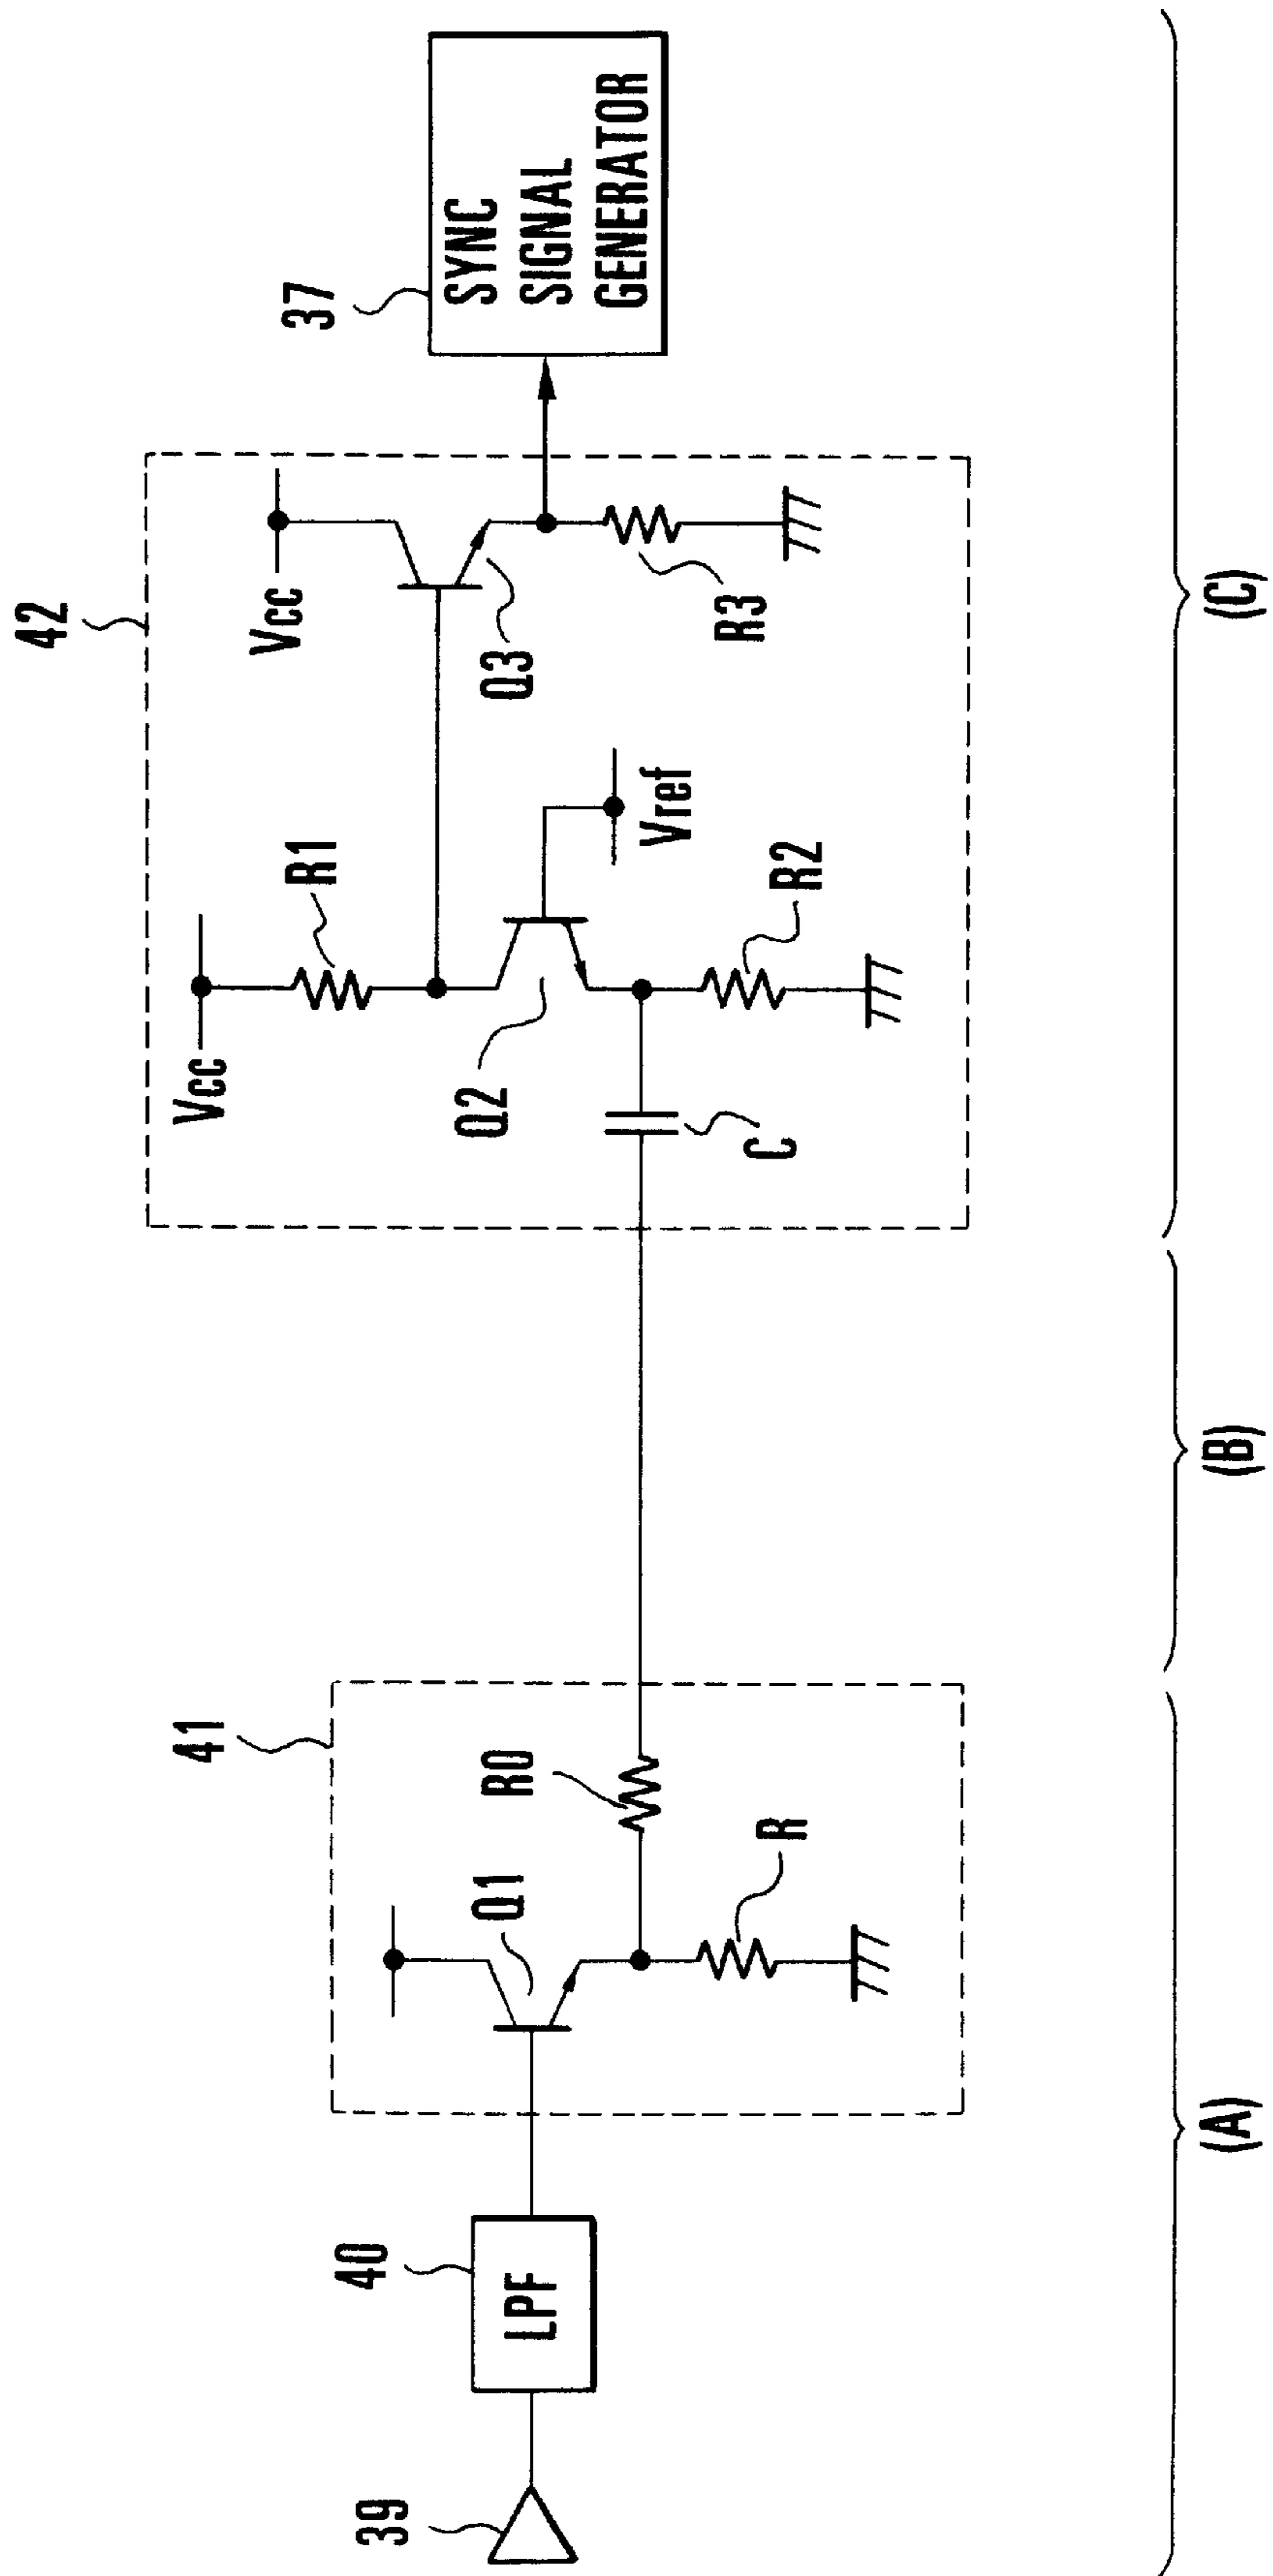 42
37
SYNC
SIGNAL
GENERATOR
Vcc
Vcc
R1
Q3
R3
Q2
Vref
R2
C
41
Q1
R0
R
40
LPF
39
(A)
(B)
(C)